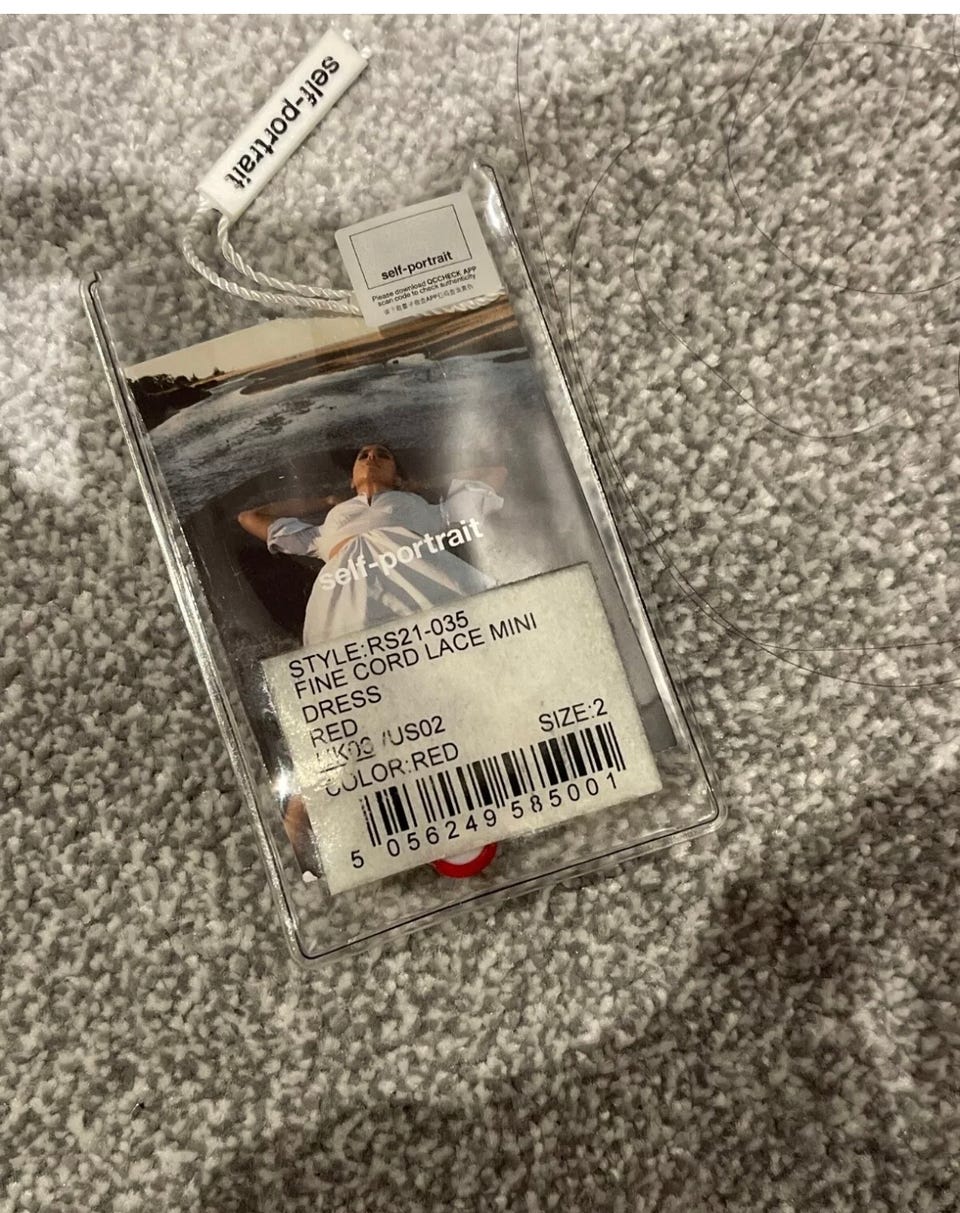 self-portrait
self-portrait
Please download QCCHECK APP
scan code to check authenticity
self-portrait
STYLE:RS21-035
FINE CORD LACE MINI
DRESS
RED
/US02 SIZE:2
COLOR:RED
5 056249 585001